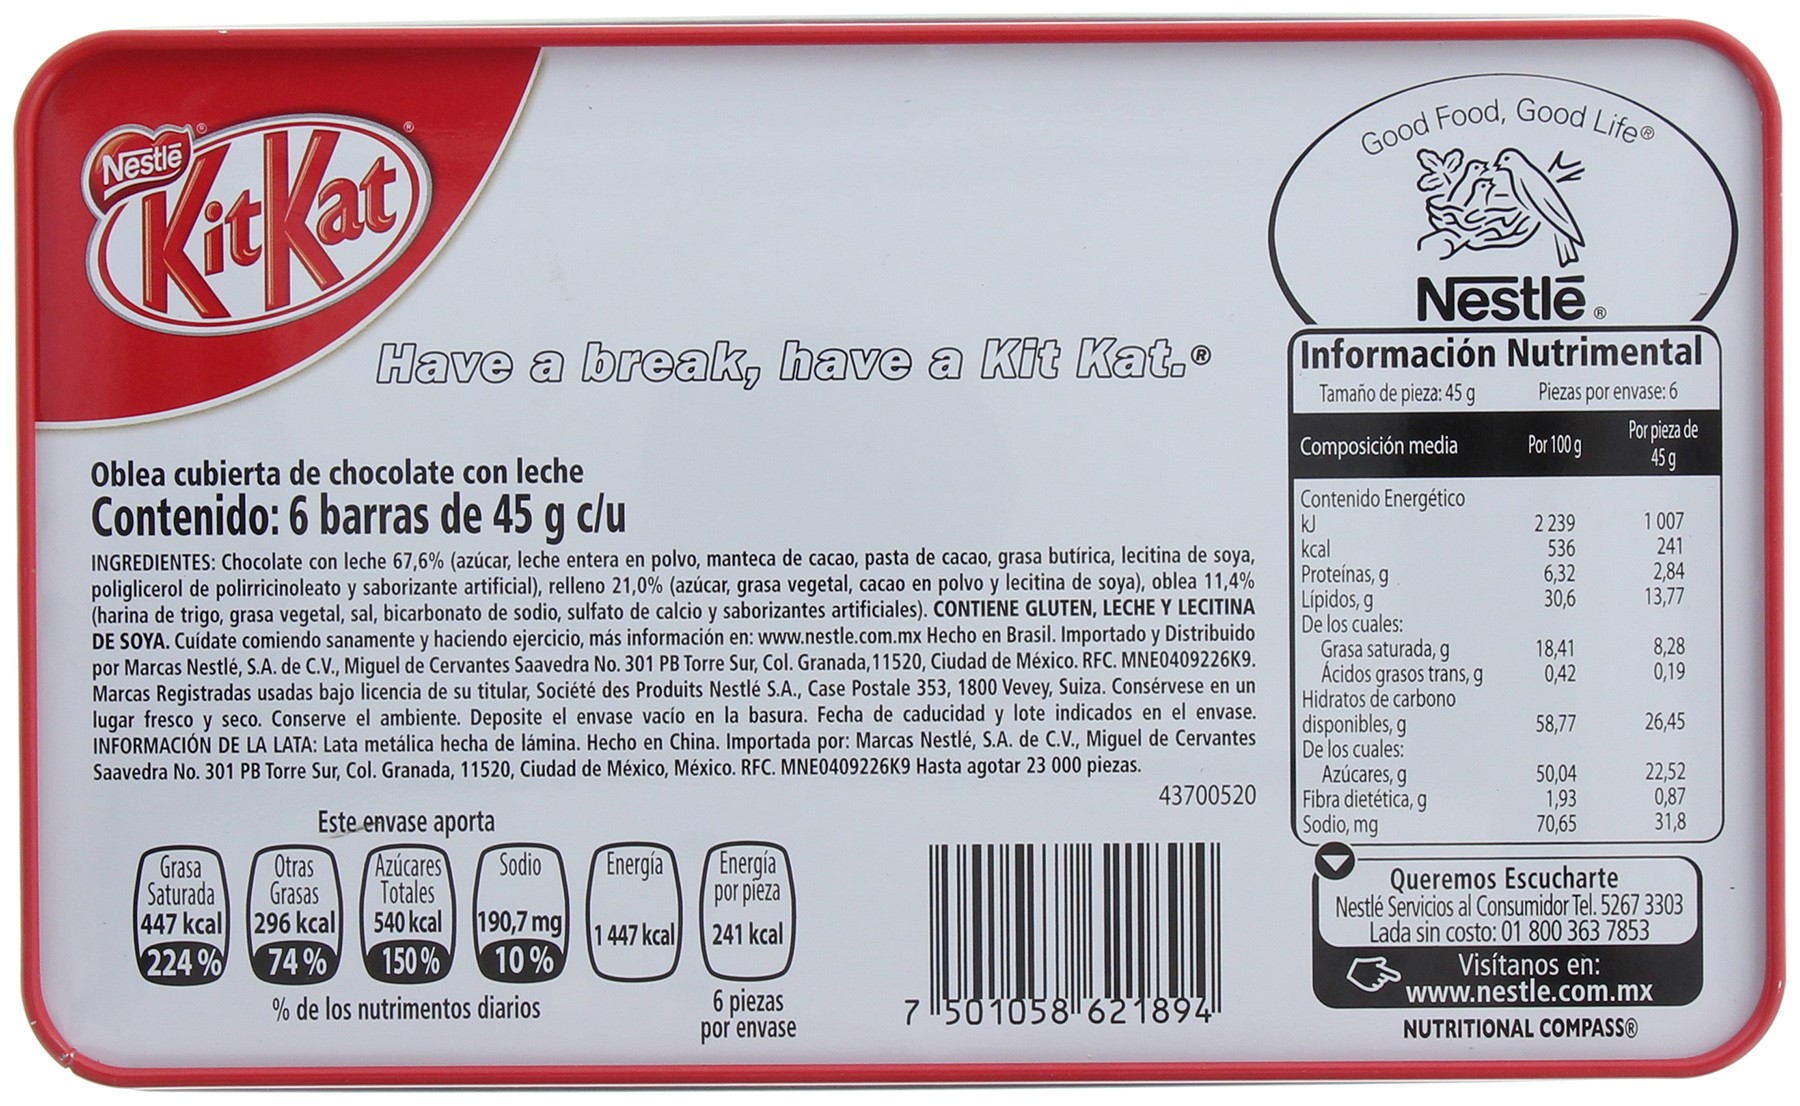 Nestlé ®
KitKat ®
Have a break, have a Kit Kat.®
Oblea cubierta de chocolate con leche
Contenido: 6 barras de 45 g c/u
INGREDIENTES: Chocolate con leche 67,6% (azúcar, leche entera en polvo, manteca de cacao, pasta de cacao, grasa butírica, lecitina de soya,
poliglicerol de polirricinoleato y saborizante artificial), relleno 21,0% (azúcar, grasa vegetal, cacao en polvo y lecitina de soya), oblea 11,4%
(harina de trigo, grasa vegetal, sal, bicarbonato de sodio, sulfato de calcio y saborizantes artificiales). CONTIENE GLUTEN, LECHE Y LECITINA
DE SOYA. Cuídate comiendo sanamente y haciendo ejercicio, más información en: www.nestle.com.mx Hecho en Brasil. Importado y Distribuido
por Marcas Nestlé, S.A. de C.V., Miguel de Cervantes Saavedra No. 301 PB Torre Sur, Col. Granada,11520, Ciudad de México. RFC. MNE0409226K9.
Marcas Registradas usadas bajo licencia de su titular, Société des Produits Nestlé S.A., Case Postale 353, 1800 Vevey, Suiza. Consérvese en un
lugar fresco y seco. Conserve el ambiente. Deposite el envase vacío en la basura. Fecha de caducidad y lote indicados en el envase.
INFORMACIÓN DE LA LATA: Lata metálica hecha de lámina. Hecho en China. Importada por: Marcas Nestlé, S.A. de C.V., Miguel de Cervantes
Saavedra No. 301 PB Torre Sur, Col. Granada, 11520, Ciudad de México, México. RFC. MNE0409226K9 Hasta agotar 23 000 piezas.
43700520
Este envase aporta
Grasa Otras Azúcares Sodio Energía Energía
Saturada Grasas Totales por pieza
447 kcal 296 kcal 540 kcal 190,7 mg 1 447 kcal 241 kcal
224 % 74 % 150 % 10 %
% de los nutrimentos diarios
6 piezas
por envase
7 501058 621894
Good Food, Good Life®
Nestlé®
Información Nutrimental
Tamaño de pieza: 45 g Piezas por envase: 6
Composición media Por 100 g Por pieza de
45 g
Contenido Energético
kJ 2 239 1 007
kcal 536 241
Proteínas, g 6,32 2,84
Lípidos, g 30,6 13,77
De los cuales:
Grasa saturada, g 18,41 8,28
Ácidos grasos trans, g 0,42 0,19
Hidratos de carbono
disponibles, g 58,77 26,45
De los cuales:
Azúcares, g 50,04 22,52
Fibra dietética, g 1,93 0,87
Sodio, mg 70,65 31,8
Queremos Escucharte
Nestlé Servicios al Consumidor Tel. 5267 3303
Lada sin costo: 01 800 363 7853
Visítanos en:
www.nestle.com.mx
NUTRITIONAL COMPASS®